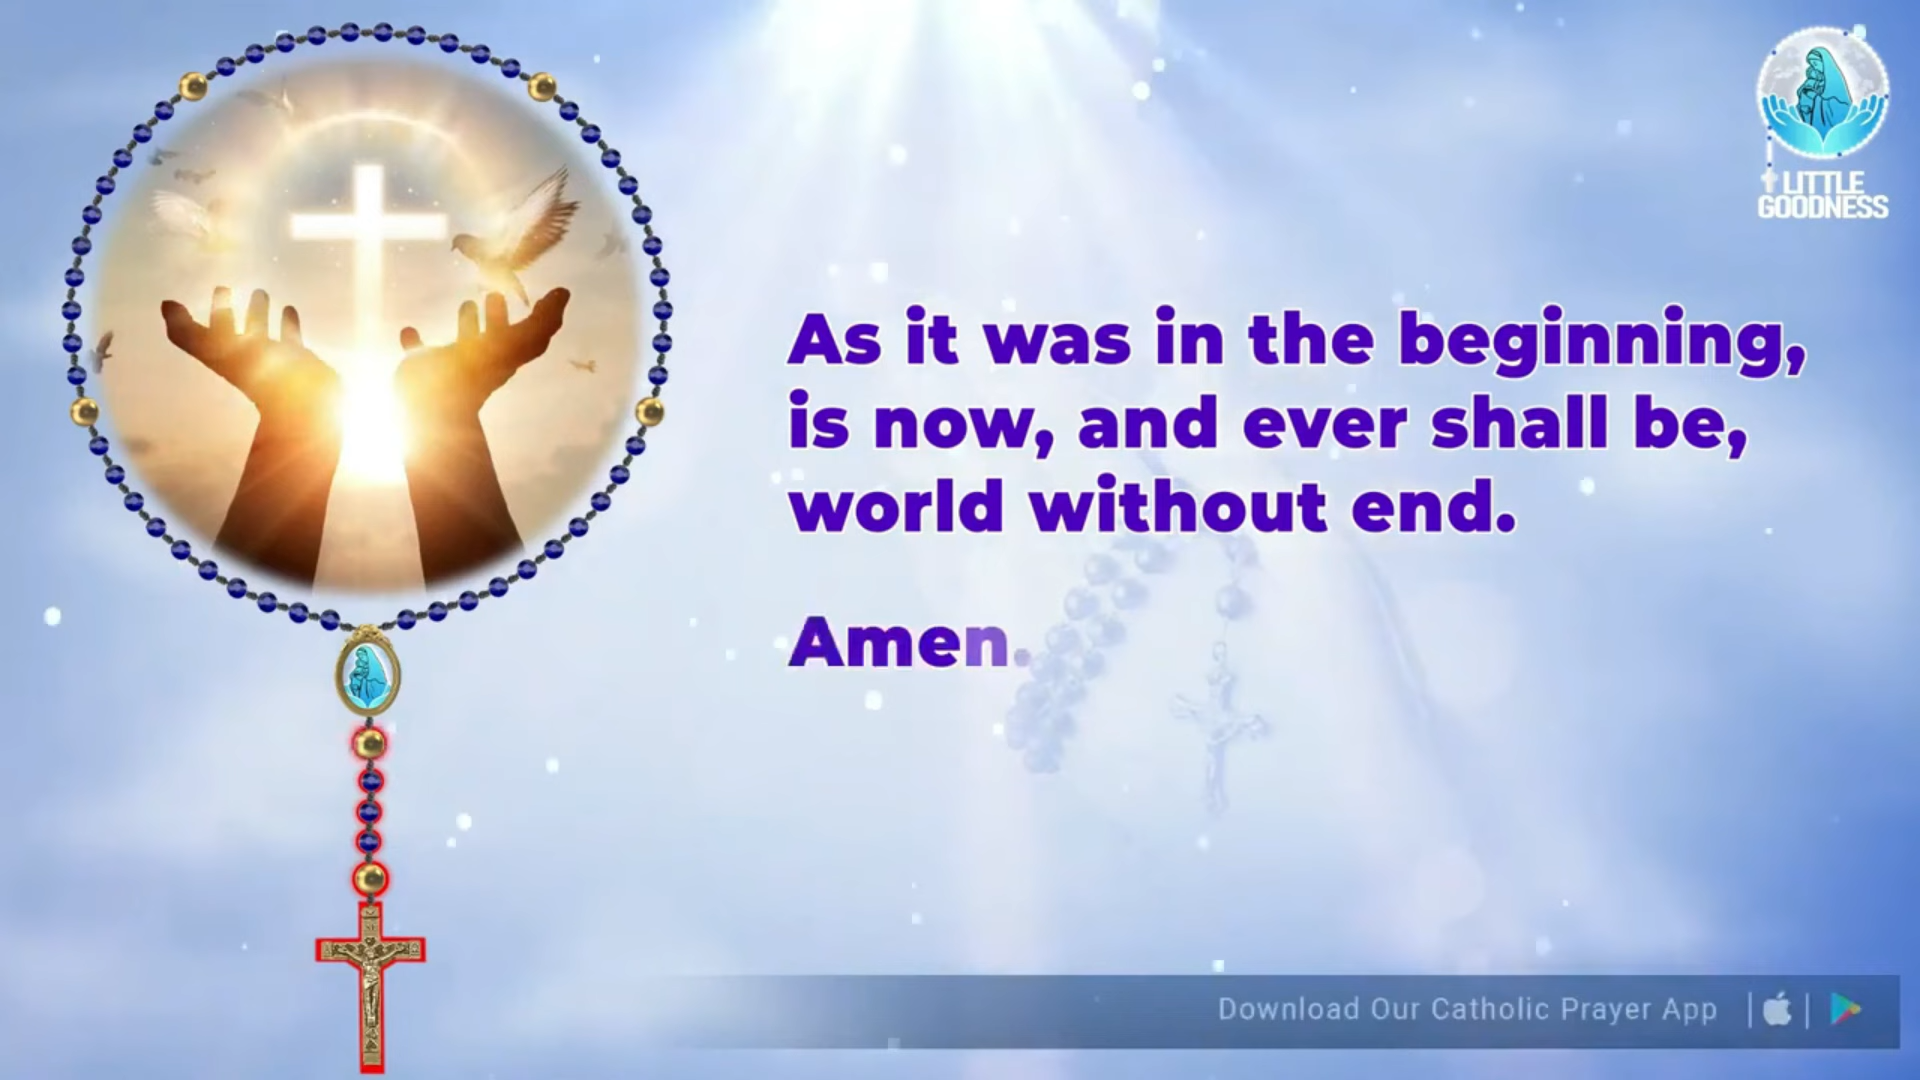 LITTLE
GOODNESS
As it was in the beginning,
is now, and ever shall be,
world without end.
Amen.
Download Our Catholic Prayer App